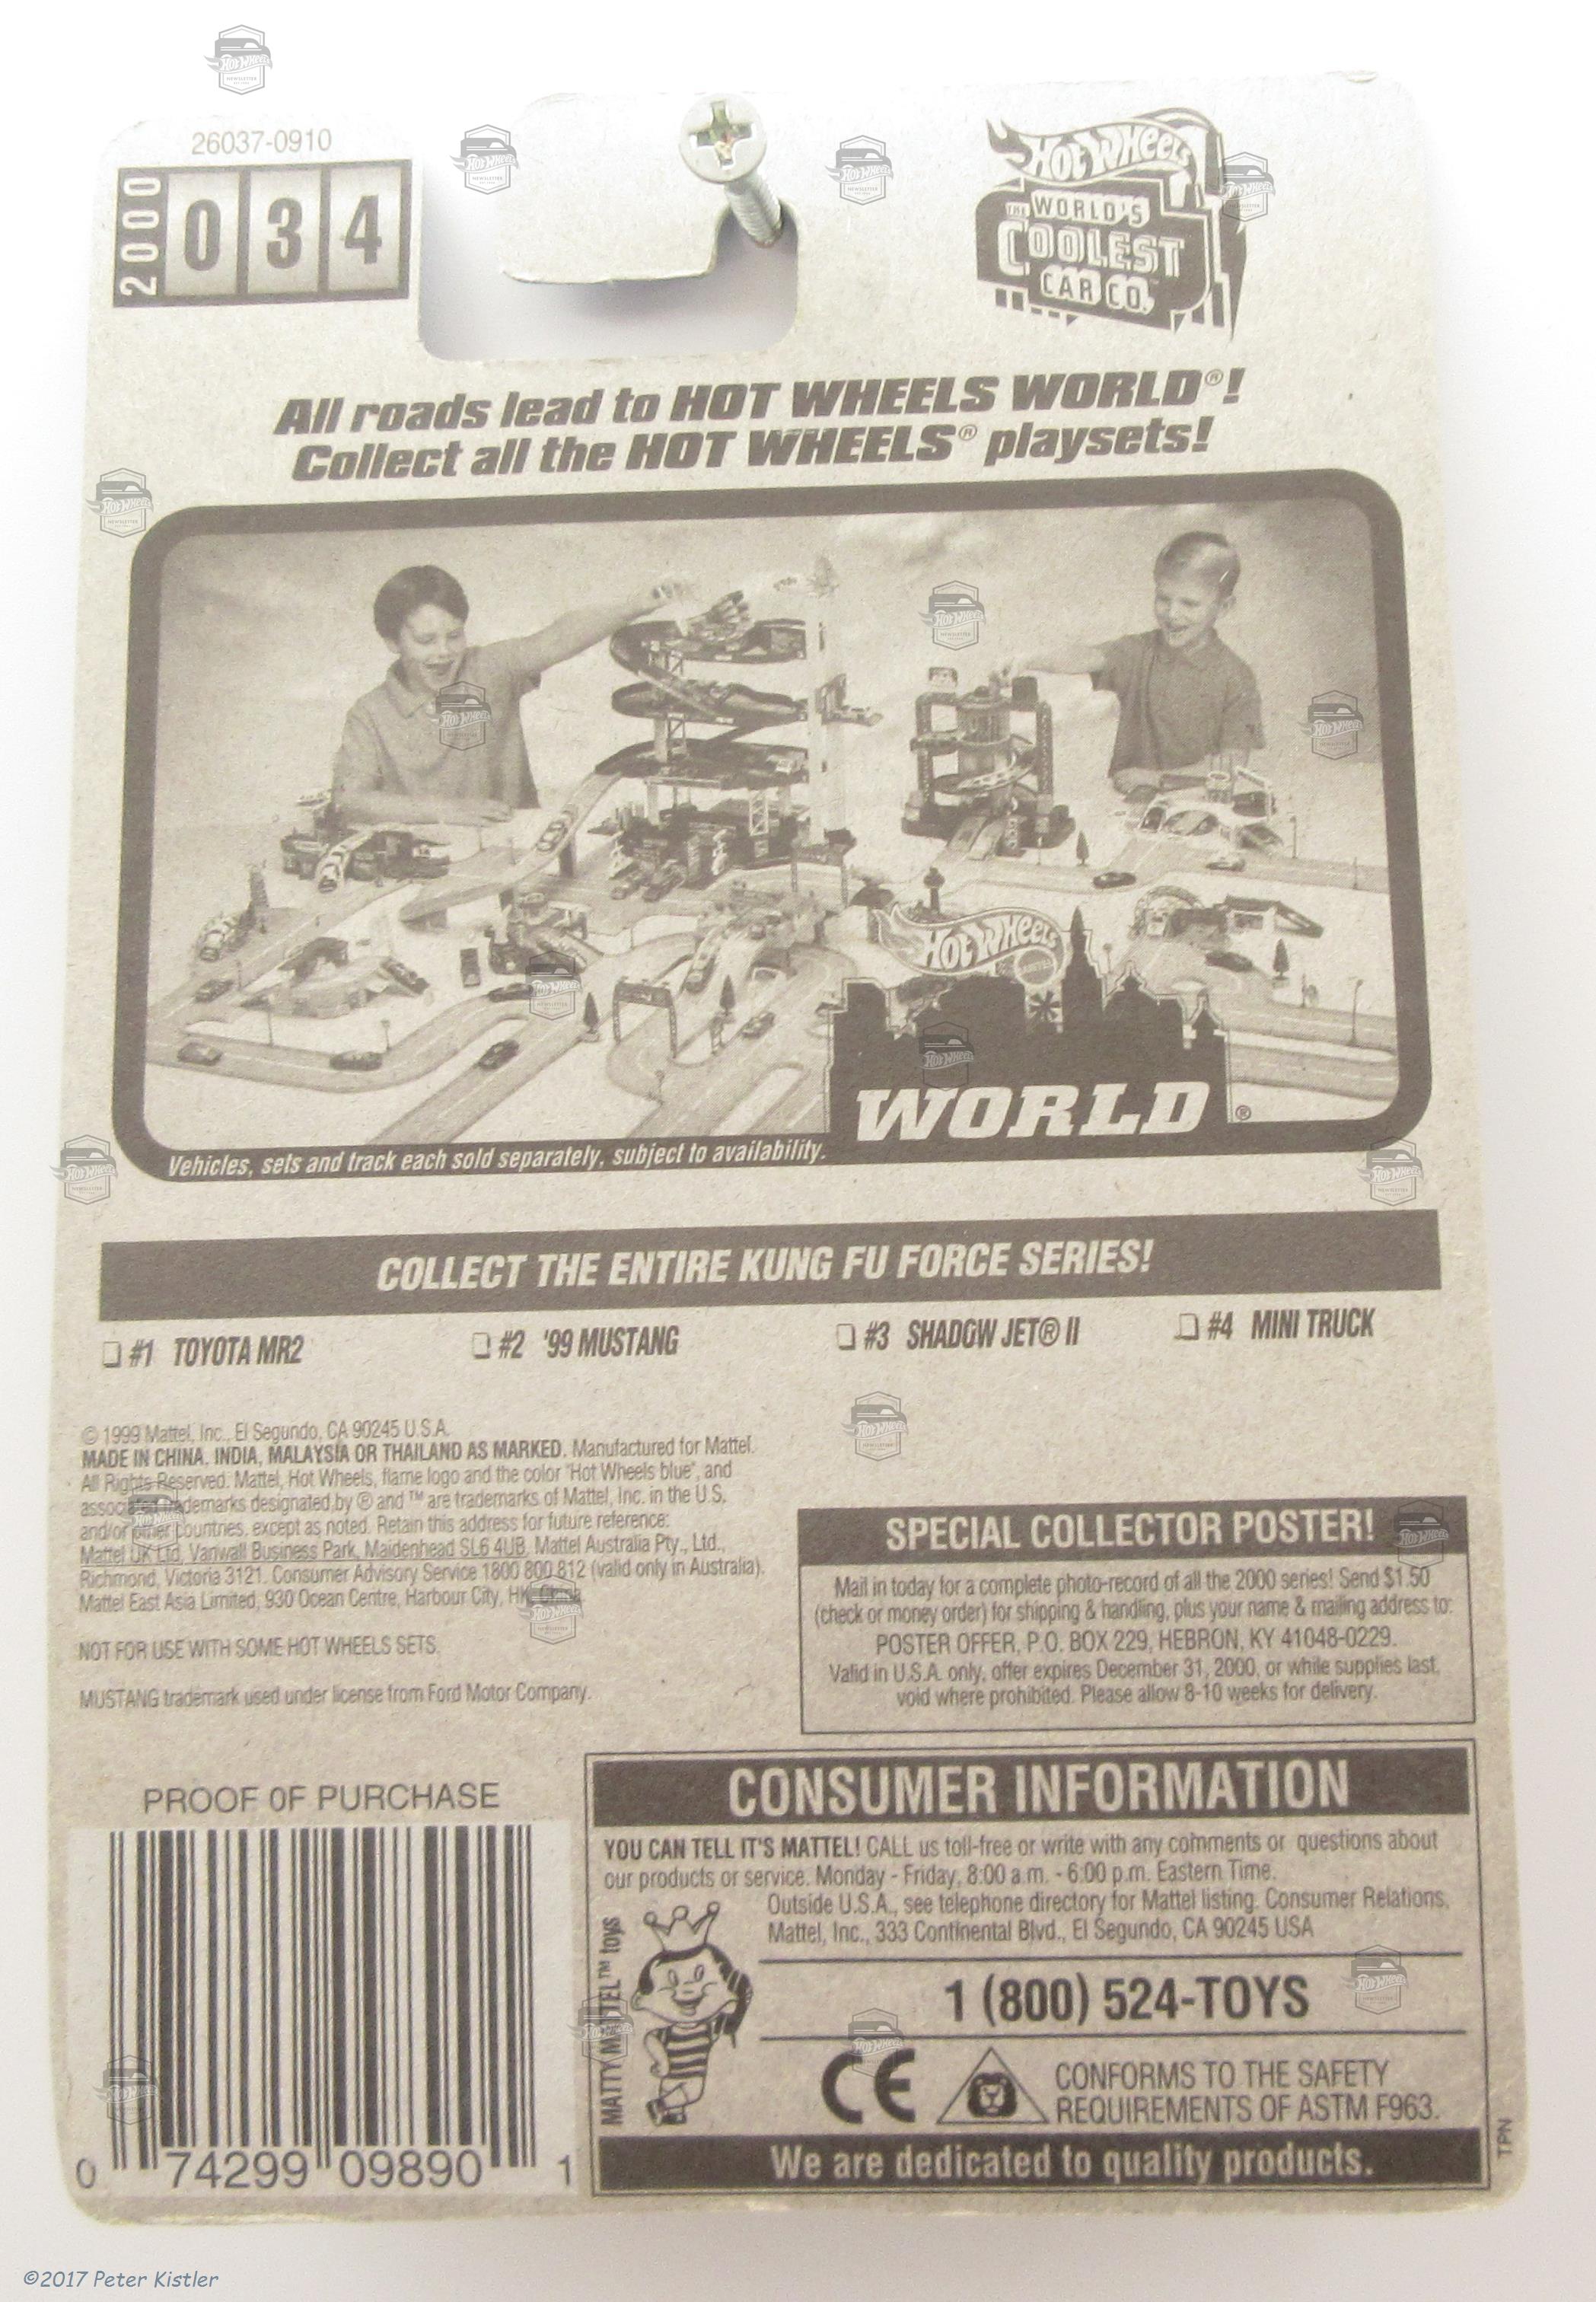 26037-0910
2000
034
HOT WHEELS
THE WORLD'S
COOLEST
CAR CO.™
All roads lead to HOT WHEELS WORLD®!
Collect all the HOT WHEELS® playsets!
HOT WHEELS
WORLD ®
Vehicles, sets and track each sold separately, subject to availability.
COLLECT THE ENTIRE KUNG FU FORCE SERIES!
#1 TOYOTA MR2 #2 '99 MUSTANG #3 SHADOW JET® II #4 MINI TRUCK
© 1999 Mattel, Inc., El Segundo, CA 90245 U.S.A.
MADE IN CHINA, INDIA, MALAYSIA OR THAILAND AS MARKED. Manufactured for Mattel.
All Rights Reserved. Mattel, Hot Wheels, flame logo and the color "Hot Wheels blue", and
associated trademarks designated by ® and ™ are trademarks of Mattel, Inc. in the U.S.
and/or other countries, except as noted. Retain this address for future reference:
Mattel UK Ltd, Vanwall Business Park, Maidenhead SL6 4UB. Mattel Australia Pty., Ltd.,
Richmond, Victoria 3121. Consumer Advisory Service 1800 800 812 (valid only in Australia).
Mattel East Asia Limited, 930 Ocean Centre, Harbour City, HK, China
NOT FOR USE WITH SOME HOT WHEELS SETS.
MUSTANG trademark used under license from Ford Motor Company.
SPECIAL COLLECTOR POSTER!
Mail in today for a complete photo-record of all the 2000 series! Send $1.50
(check or money order) for shipping & handling, plus your name & mailing address to:
POSTER OFFER, P.O. BOX 229, HEBRON, KY 41048-0229.
Valid in U.S.A. only, offer expires December 31, 2000, or while supplies last,
void where prohibited. Please allow 8-10 weeks for delivery.
PROOF OF PURCHASE
0 74299 09890 1
CONSUMER INFORMATION
YOU CAN TELL IT'S MATTEL! CALL us toll-free or write with any comments or questions about
our products or service. Monday - Friday, 8:00 a.m. - 6:00 p.m. Eastern Time.
Outside U.S.A., see telephone directory for Mattel listing. Consumer Relations,
Mattel, Inc., 333 Continental Blvd., El Segundo, CA 90245 USA
MATTY MATTEL™ toys
1 (800) 524-TOYS
CE
CONFORMS TO THE SAFETY
REQUIREMENTS OF ASTM F963.
We are dedicated to quality products.
TPN
©2017 Peter Kistler